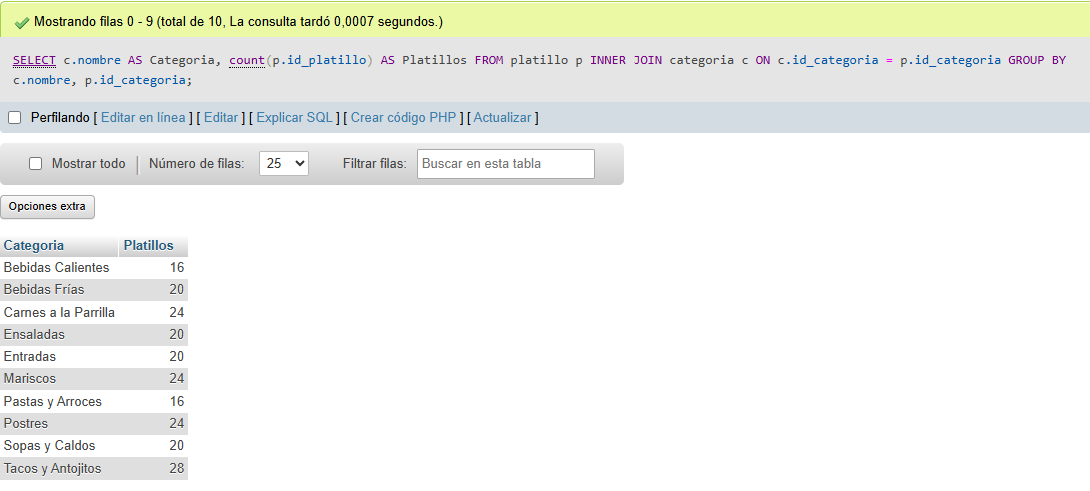 Mostrando filas 0 - 9 (total de 10, La consulta tardó 0,0007 segundos.)
SELECT c.nombre AS Categoria, count(p.id_platillo) AS Platillos FROM platillo p INNER JOIN categoria c ON c.id_categoria = p.id_categoria GROUP BY
c.nombre, p.id_categoria;
Perfilando [ Editar en línea ] [ Editar ] [ Explicar SQL ] [ Crear código PHP ] [ Actualizar ]
Mostrar todo | Número de filas: 25 Filtrar filas: Buscar en esta tabla
Opciones extra
Categoria Platillos
Bebidas Calientes 16
Bebidas Frías 20
Carnes a la Parrilla 24
Ensaladas 20
Entradas 20
Mariscos 24
Pastas y Arroces 16
Postres 24
Sopas y Caldos 20
Tacos y Antojitos 28